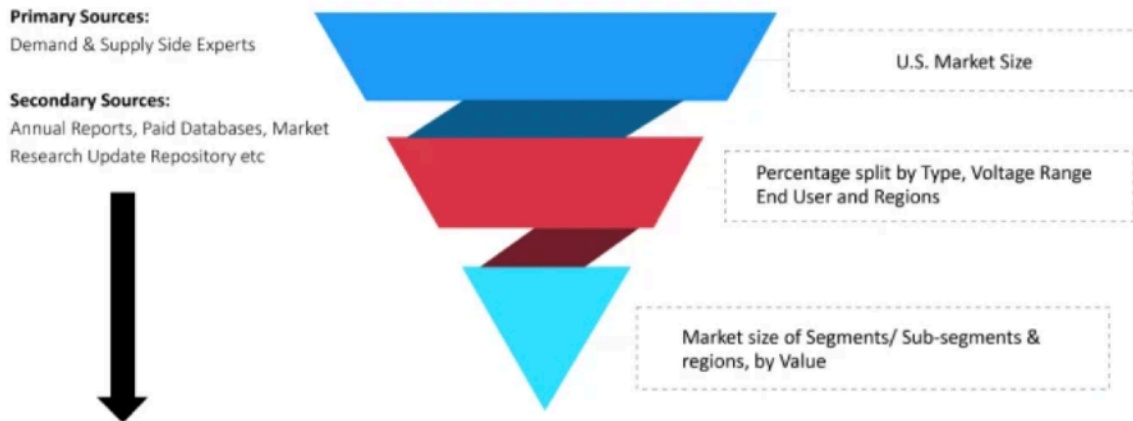 Primary Sources:
Demand & Supply Side Experts
Secondary Sources:
Annual Reports, Paid Databases, Market
Research Update Repository etc
U.S. Market Size
Percentage split by Type, Voltage Range
End User and Regions
Market size of Segments/ Sub-segments &
regions, by Value